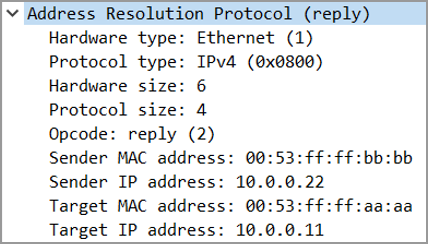 Address Resolution Protocol (reply)
Hardware type: Ethernet (1)
Protocol type: IPv4 (0x0800)
Hardware size: 6
Protocol size: 4
Opcode: reply (2)
Sender MAC address: 00:53:ff:ff:bb:bb
Sender IP address: 10.0.0.22
Target MAC address: 00:53:ff:ff:aa:aa
Target IP address: 10.0.0.11